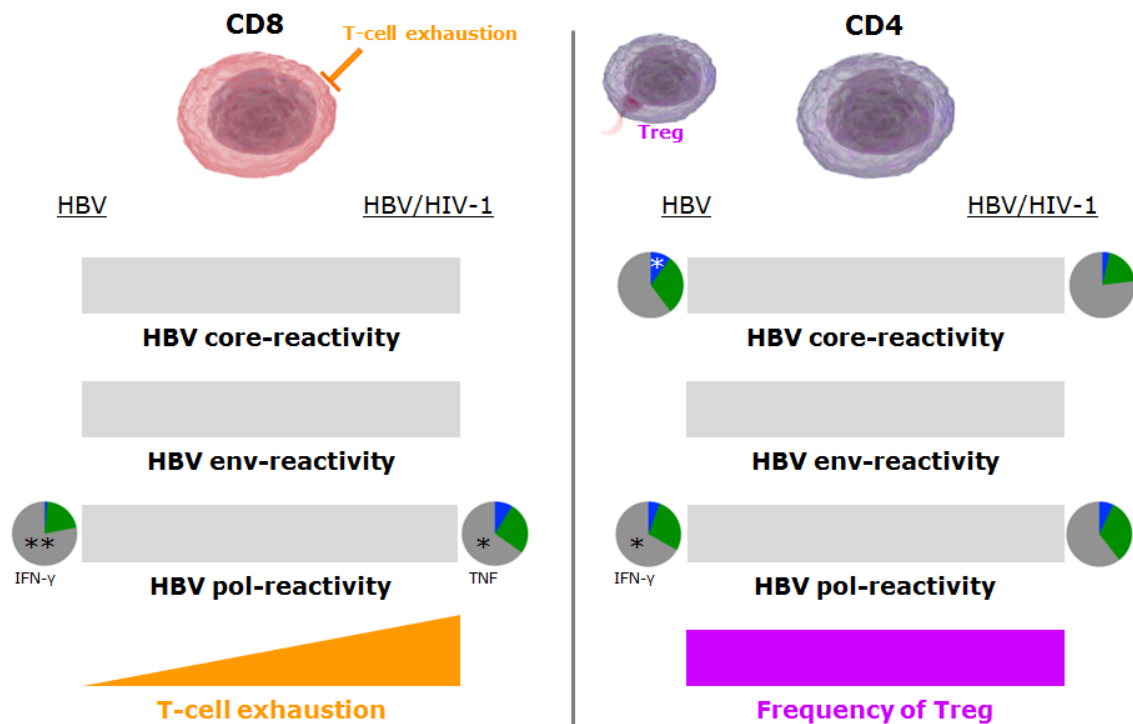 CD8
T-cell exhaustion
HBV
HBV/HIV-1
HBV core-reactivity
HBV env-reactivity
**
IFN-γ
*
TNF
HBV pol-reactivity
T-cell exhaustion
CD4
Treg
HBV
HBV/HIV-1
*
HBV core-reactivity
HBV env-reactivity
*
IFN-γ
HBV pol-reactivity
Frequency of Treg